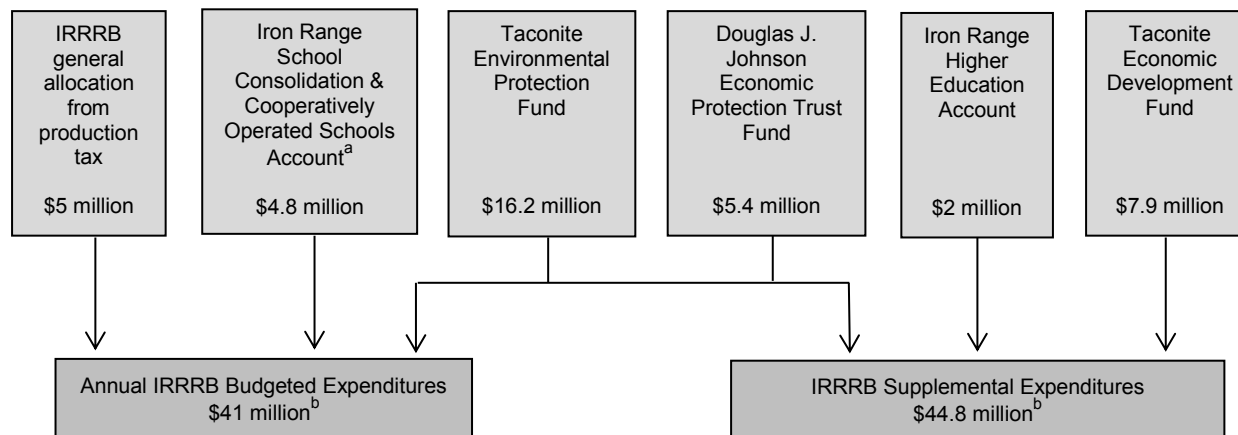 IRRRB
general
allocation
from
production
tax
$5 million
Iron Range
School
Consolidation &
Cooperatively
Operated Schools
Account^a
$4.8 million
Taconite
Environmental
Protection
Fund
$16.2 million
Douglas J.
Johnson
Economic
Protection Trust
Fund
$5.4 million
Iron Range
Higher
Education
Account
$2 million
Taconite
Economic
Development
Fund
$7.9 million
Annual IRRRB Budgeted Expenditures
$41 million^b
IRRRB Supplemental Expenditures
$44.8 million^b